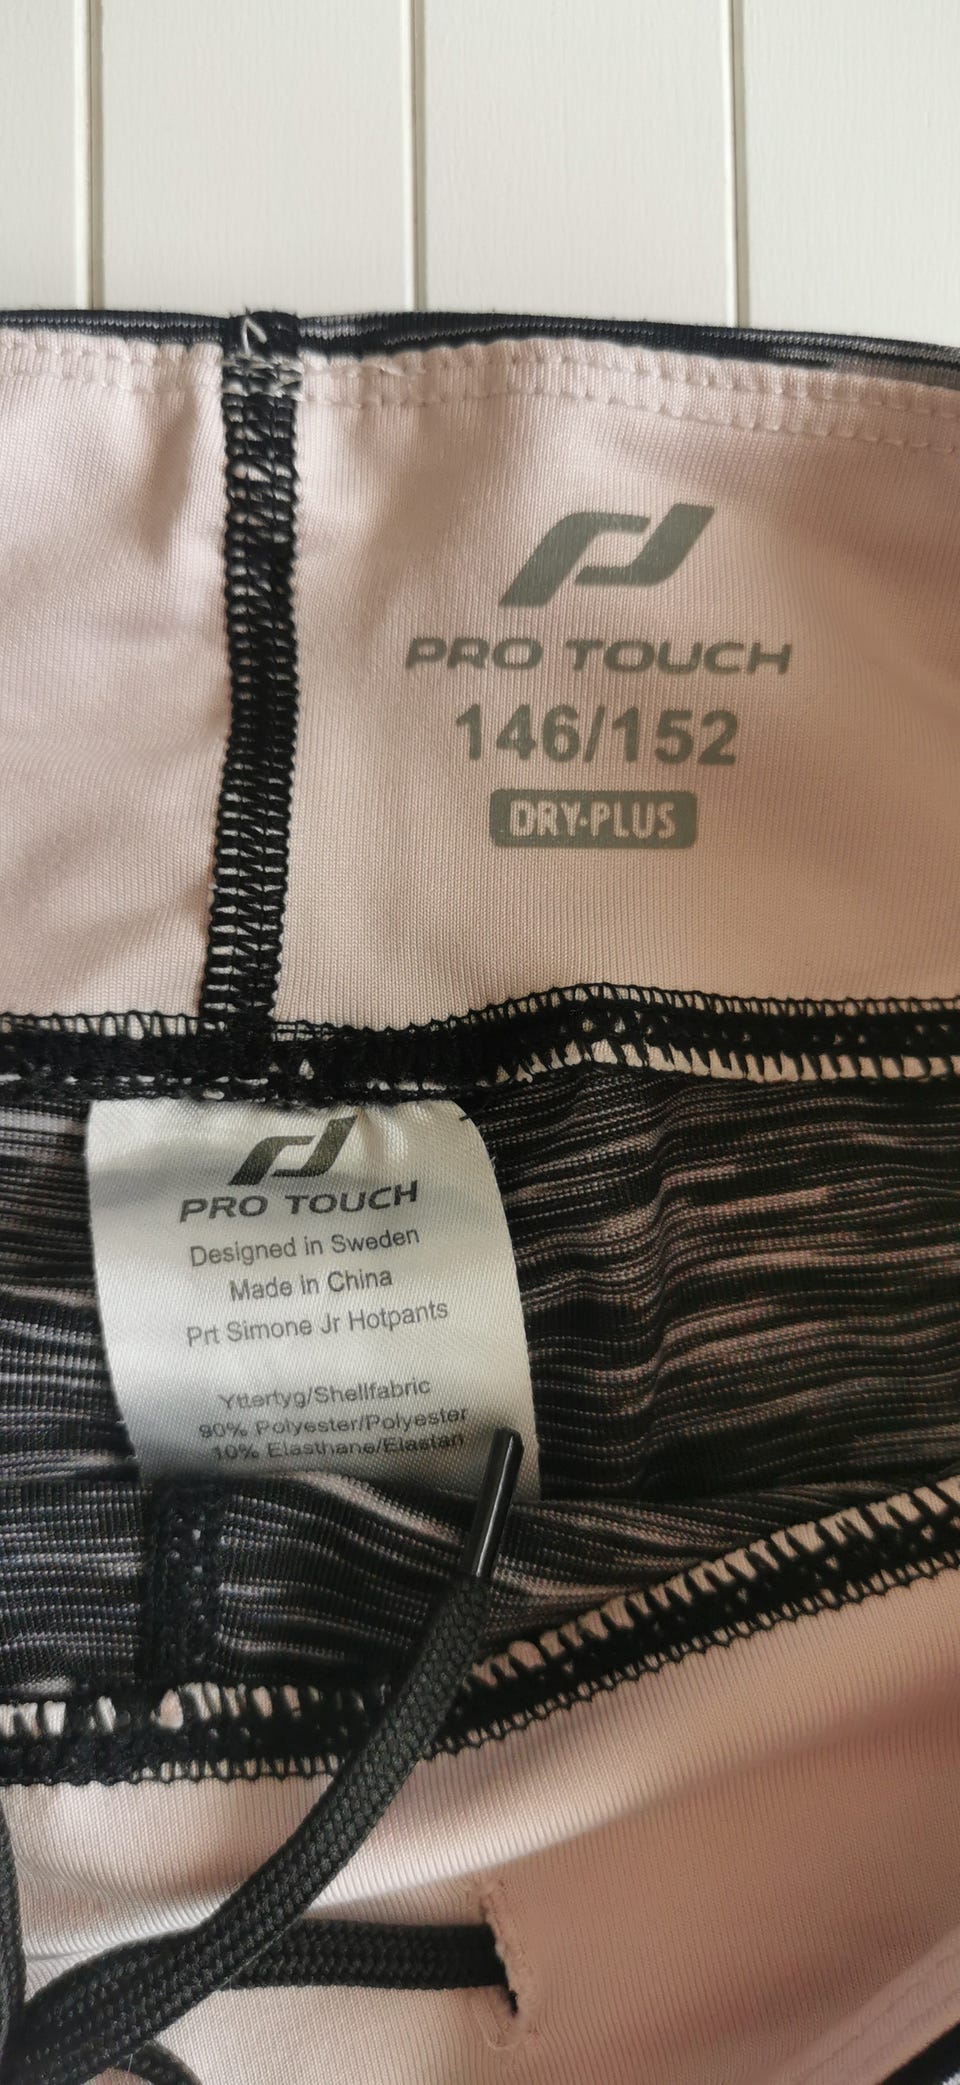 PRO TOUCH
146/152
DRY·PLUS
PRO TOUCH
Designed in Sweden
Made in China
Prt Simone Jr Hotpants
Yttertyg/Shellfabric
90% Polyester/Polyester
10% Elasthane/Elastan